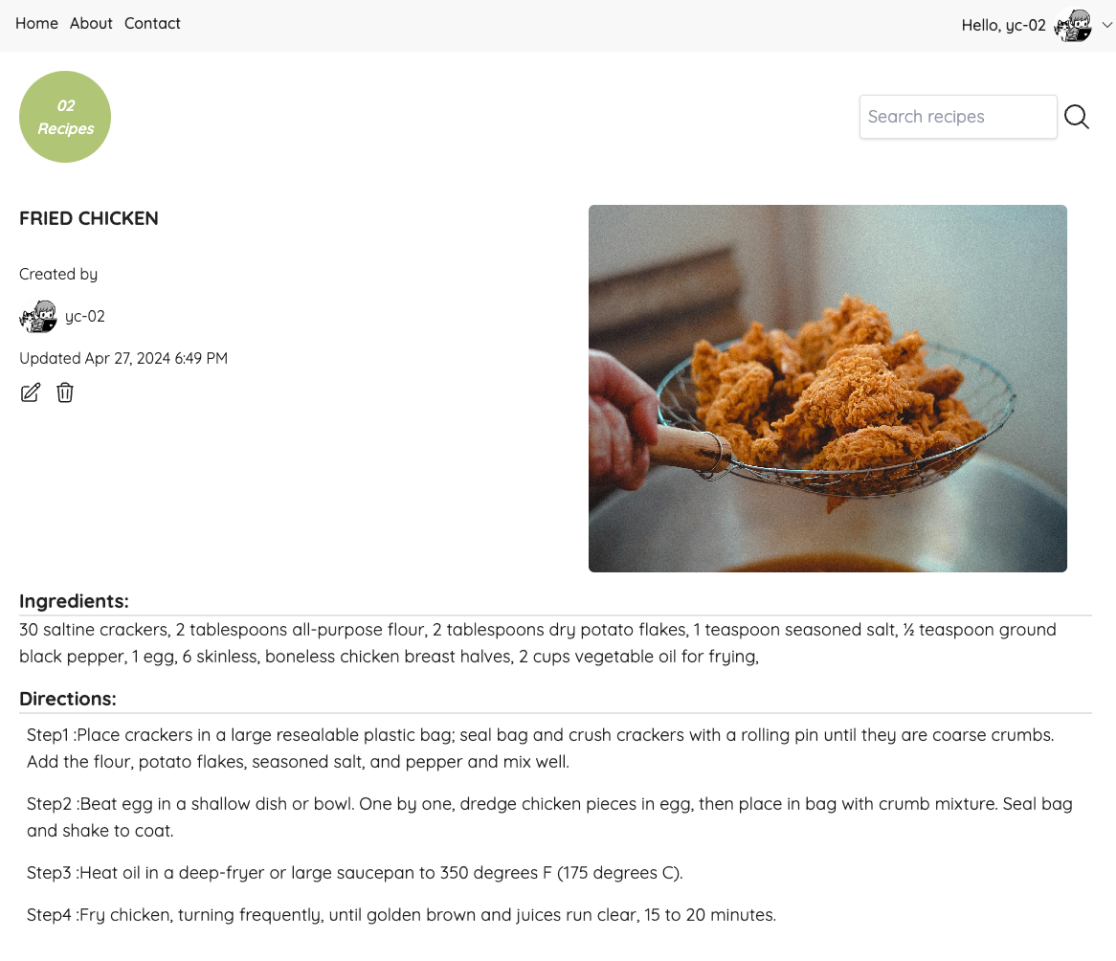 Home About Contact
Hello, yc-02
02
Recipes
Search recipes
FRIED CHICKEN
Created by
yc-02
Updated Apr 27, 2024 6:49 PM
Ingredients:
30 saltine crackers, 2 tablespoons all-purpose flour, 2 tablespoons dry potato flakes, 1 teaspoon seasoned salt, ½ teaspoon ground
black pepper, 1 egg, 6 skinless, boneless chicken breast halves, 2 cups vegetable oil for frying,
Directions:
Step1 :Place crackers in a large resealable plastic bag; seal bag and crush crackers with a rolling pin until they are coarse crumbs.
Add the flour, potato flakes, seasoned salt, and pepper and mix well.
Step2 :Beat egg in a shallow dish or bowl. One by one, dredge chicken pieces in egg, then place in bag with crumb mixture. Seal bag
and shake to coat.
Step3 :Heat oil in a deep-fryer or large saucepan to 350 degrees F (175 degrees C).
Step4 :Fry chicken, turning frequently, until golden brown and juices run clear, 15 to 20 minutes.